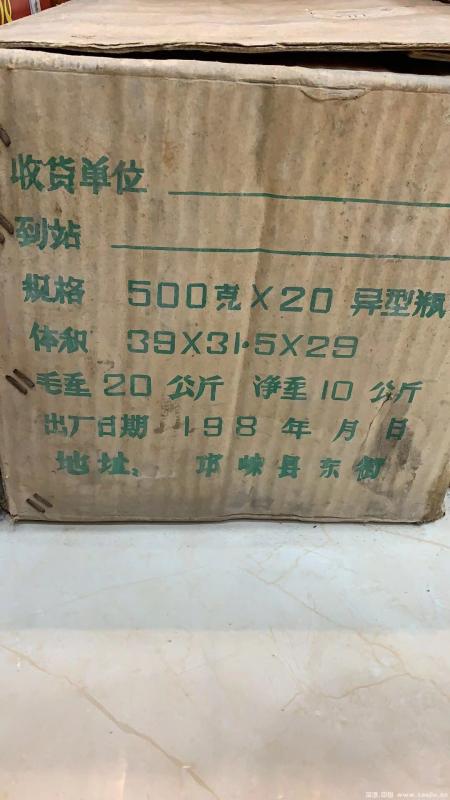 收货单位
到站
规格 500克X20 异型瓶
体积 39X31·5X29
毛重 20 公斤 净重 10 公斤
出厂日期 198 年 月 日
地址: 县东街